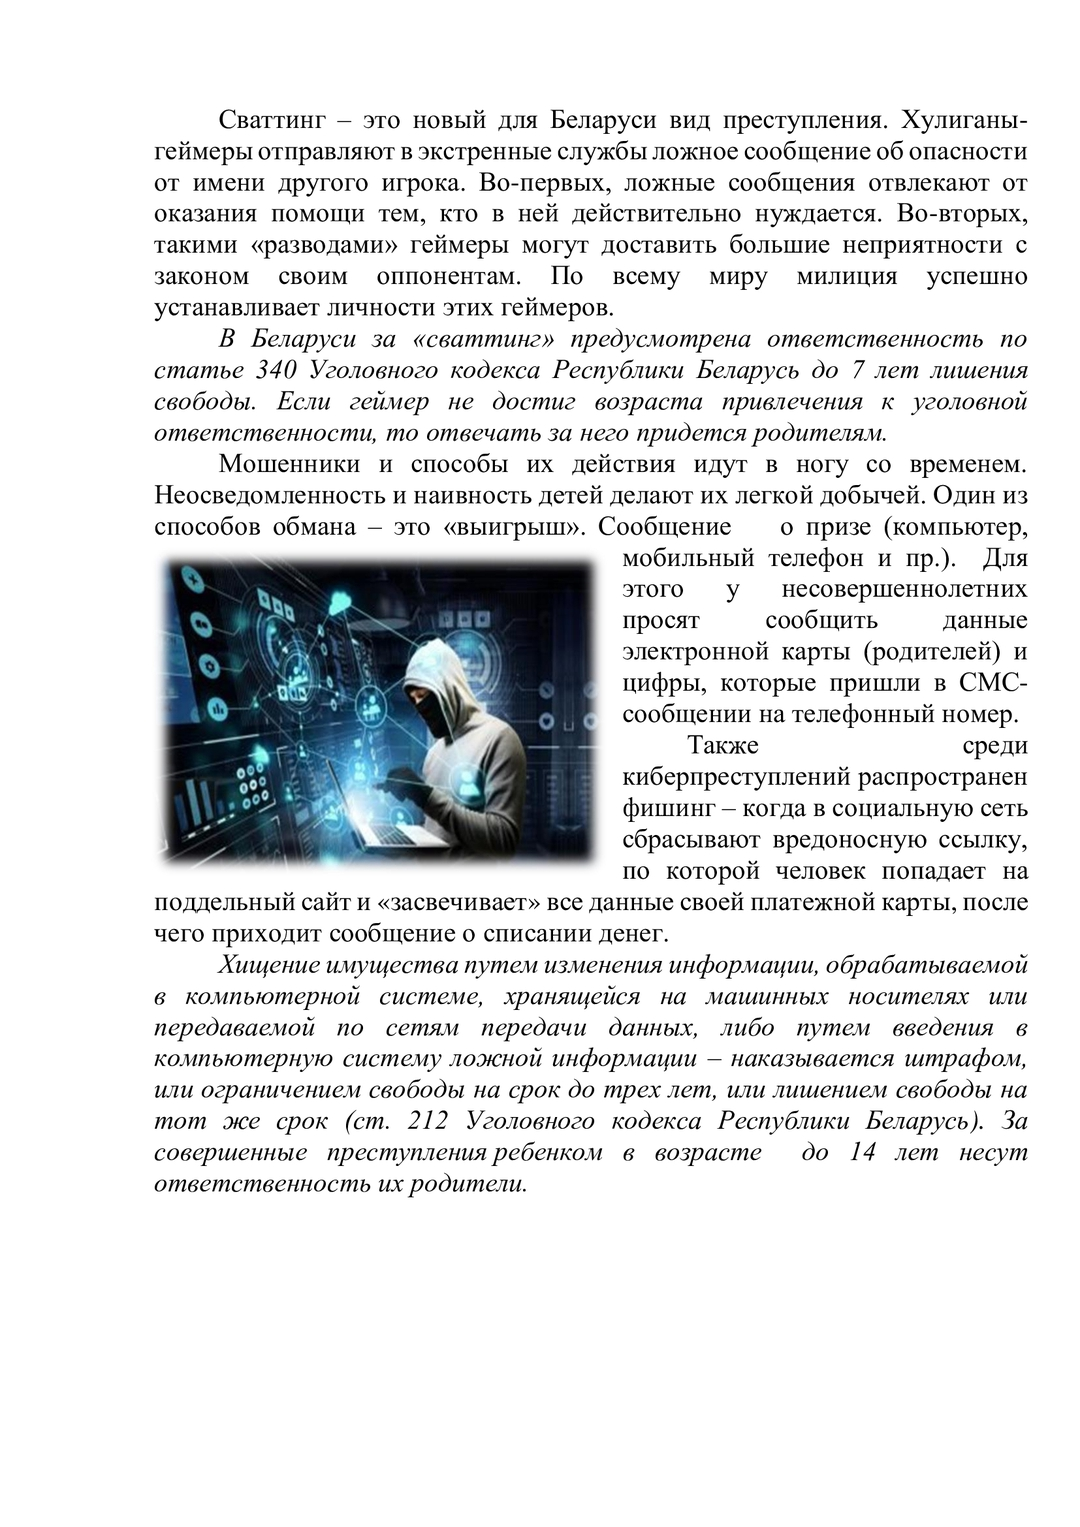 Сваттинг – это новый для Беларуси вид преступления. Хулиганы-
геймеры отправляют в экстренные службы ложное сообщение об опасности
от имени другого игрока. Во-первых, ложные сообщения отвлекают от
оказания помощи тем, кто в ней действительно нуждается. Во-вторых,
такими «разводами» геймеры могут доставить большие неприятности с
законом своим оппонентам. По всему миру милиция успешно
устанавливает личности этих геймеров.
В Беларуси за «сваттинг» предусмотрена ответственность по
статье 340 Уголовного кодекса Республики Беларусь до 7 лет лишения
свободы. Если геймер не достиг возраста привлечения к уголовной
ответственности, то отвечать за него придется родителям.
Мошенники и способы их действия идут в ногу со временем.
Неосведомленность и наивность детей делают их легкой добычей. Один из
способов обмана – это «выигрыш». Сообщение о призе (компьютер,
мобильный телефон и пр.). Для
этого у несовершеннолетних
просят сообщить данные
электронной карты (родителей) и
цифры, которые пришли в СМС-
сообщении на телефонный номер.
Также среди
киберпреступлений распространен
фишинг – когда в социальную сеть
сбрасывают вредоносную ссылку,
по которой человек попадает на
поддельный сайт и «засвечивает» все данные своей платежной карты, после
чего приходит сообщение о списании денег.
Хищение имущества путем изменения информации, обрабатываемой
в компьютерной системе, хранящейся на машинных носителях или
передаваемой по сетям передачи данных, либо путем введения в
компьютерную систему ложной информации – наказывается штрафом,
или ограничением свободы на срок до трех лет, или лишением свободы на
тот же срок (ст. 212 Уголовного кодекса Республики Беларусь). За
совершенные преступления ребенком в возрасте до 14 лет несут
ответственность их родители.